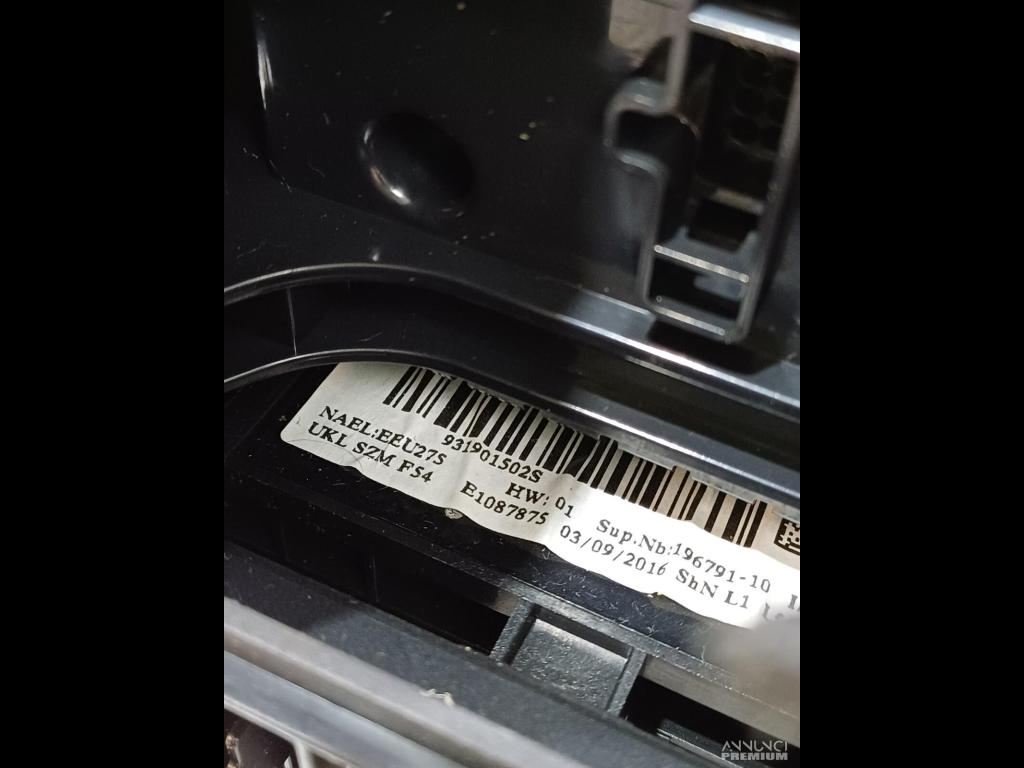 931901502S
NAEL:EEU275 HW: 01 Sup.Nb:196791-10
UKL SZM F54 E1087875 03/09/2016 ShN L1
ANNUNCI
PREMIUM